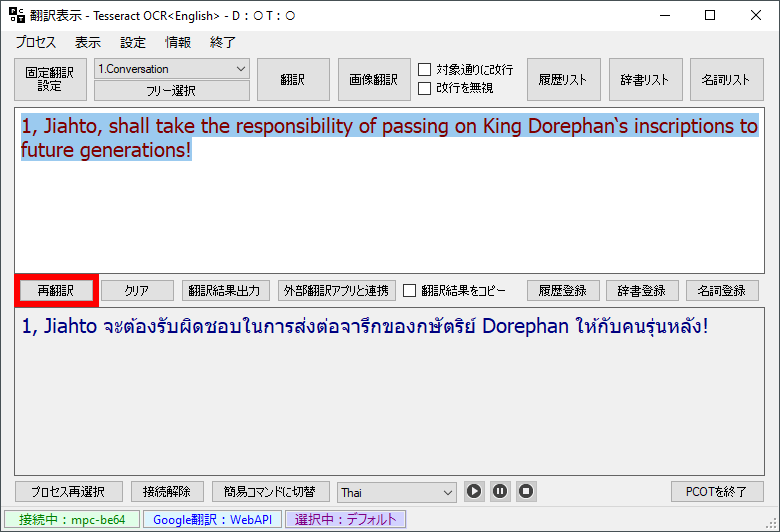 PCOT 翻訳表示 - Tesseract OCR<English> - D : ○ T : ○
プロセス 表示 設定 情報 終了
固定翻訳設定 1.Conversation フリー選択 翻訳 画像翻訳 対象通りに改行 改行を無視 履歴リスト 辞書リスト 名詞リスト
1, Jiahto, shall take the responsibility of passing on King Dorephan‘s inscriptions to
future generations!
再翻訳 クリア 翻訳結果出力 外部翻訳アプリと連携 翻訳結果をコピー 履歴登録 辞書登録 名詞登録
1, Jiahto จะต้องรับผิดชอบในการส่งต่อจารึกของกษัตริย์ Dorephan ให้กับคนรุ่นหลัง!
プロセス再選択 接続解除 簡易コマンドに切替 Thai PCOTを終了
接続中：mpc-be64 Google翻訳：WebAPI 選択中：デフォルト